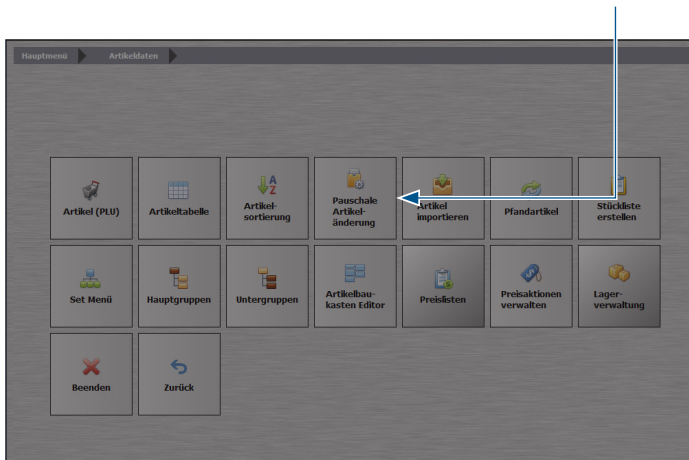 Hauptmenü Artikeldaten
Artikel (PLU)
Artikeltabelle
Artikel-
sortierung
Pauschale
Artikel-
änderung
Artikel
importieren
Pfandartikel
Stückliste
erstellen
Set Menü
Hauptgruppen
Untergruppen
Artikelbau-
kasten Editor
Preislisten
Preisaktionen
verwalten
Lager-
verwaltung
Beenden
Zurück